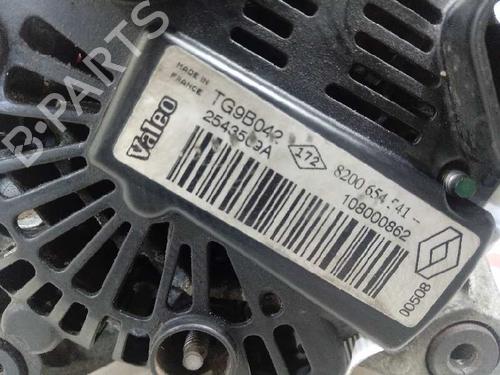 B-PARTS
Valeo
MADE IN
FRANCE
TG9B042
2543509A
172
8200 654 541 -
108000862
00508